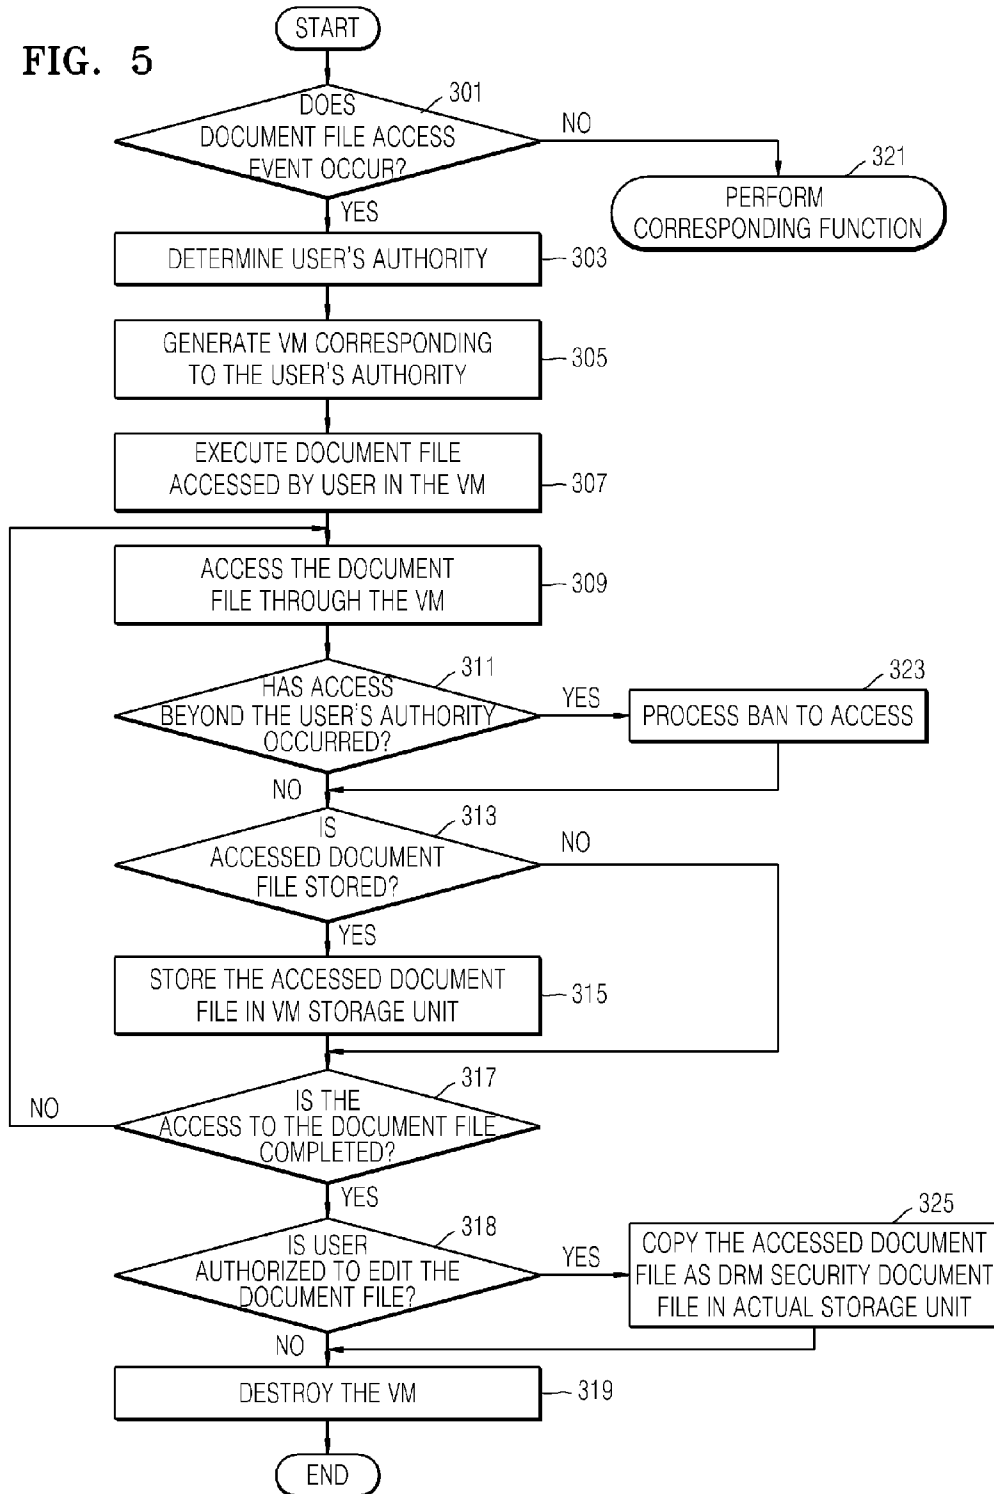 FIG. 5
START
DOES
DOCUMENT FILE ACCESS
EVENT OCCUR?
301
NO
YES
PERFORM
CORRESPONDING FUNCTION
321
DETERMINE USER'S AUTHORITY
303
GENERATE VM CORRESPONDING
TO THE USER'S AUTHORITY
305
EXECUTE DOCUMENT FILE
ACCESSED BY USER IN THE VM
307
ACCESS THE DOCUMENT
FILE THROUGH THE VM
309
HAS ACCESS
BEYOND THE USER'S AUTHORITY
OCCURRED?
311
YES
PROCESS BAN TO ACCESS
323
NO
IS
ACCESSED DOCUMENT
FILE STORED?
313
NO
YES
STORE THE ACCESSED DOCUMENT
FILE IN VM STORAGE UNIT
315
IS THE
ACCESS TO THE DOCUMENT FILE
COMPLETED?
317
NO
YES
IS USER
AUTHORIZED TO EDIT THE
DOCUMENT FILE?
318
YES
COPY THE ACCESSED DOCUMENT
FILE AS DRM SECURITY DOCUMENT
FILE IN ACTUAL STORAGE UNIT
325
NO
DESTROY THE VM
319
END